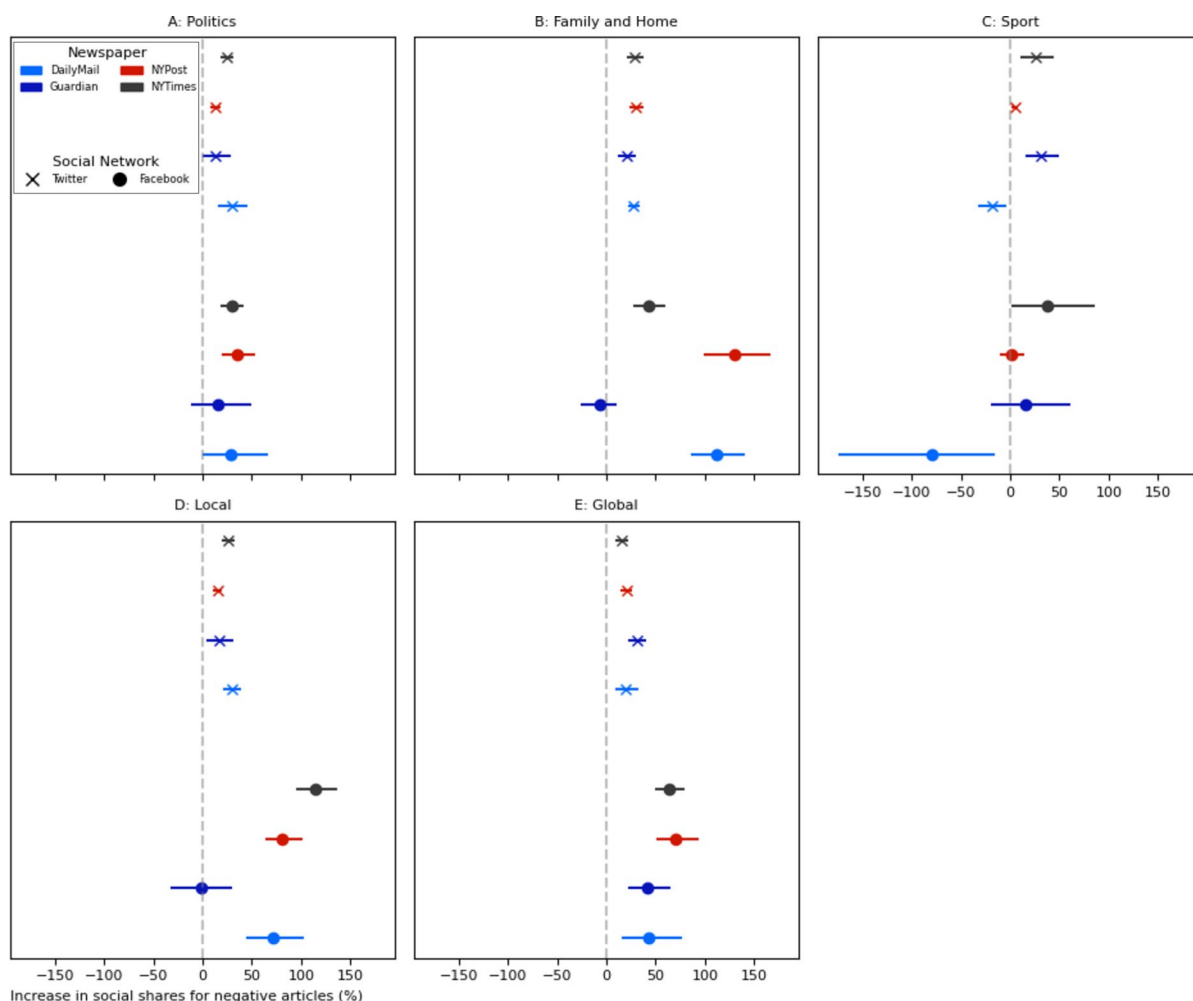 A: Politics
B: Family and Home
C: Sport
Newspaper
DailyMail NYPost
Guardian NYTimes
Social Network
Twitter Facebook
−150 −100 −50 0 50 100 150
D: Local
E: Global
−150 −100 −50 0 50 100 150
−150 −100 −50 0 50 100 150
Increase in social shares for negative articles (%)